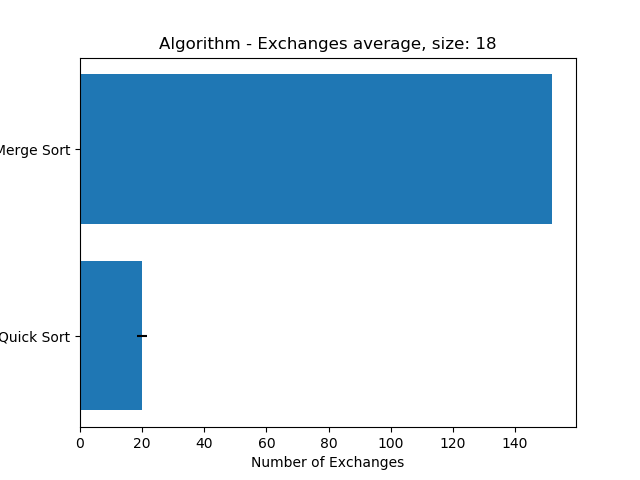 Algorithm - Exchanges average, size: 18
Merge Sort
Quick Sort
0 20 40 60 80 100 120 140
Number of Exchanges